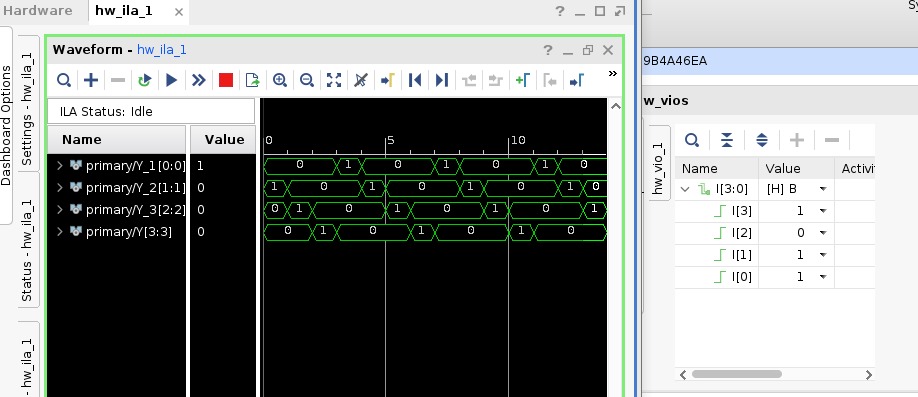 Hardware hw_ila_1 × ? _ □
Sy
Waveform - hw_ila_1 ? _ ×
»
ILA Status: Idle
Name Value
0 5 10
primary/Y_1[0:0] 1 0 1 0 1 0 1 0
primary/Y_2[1:1] 0 1 0 1 0 1 0 1 0
primary/Y_3[2:2] 0 0 1 0 1 0 1 0 1
primary/Y[3:3] 0 0 1 0 1 0 1 0
Dashboard Options
Settings - hw_ila_1
Status - hw_ila_1
- hw_ila_1
9B4A46EA
w_vios
hw_vio_1
Name Value Activi
I[3:0] [H] B
I[3] 1
I[2] 0
I[1] 1
I[0] 1